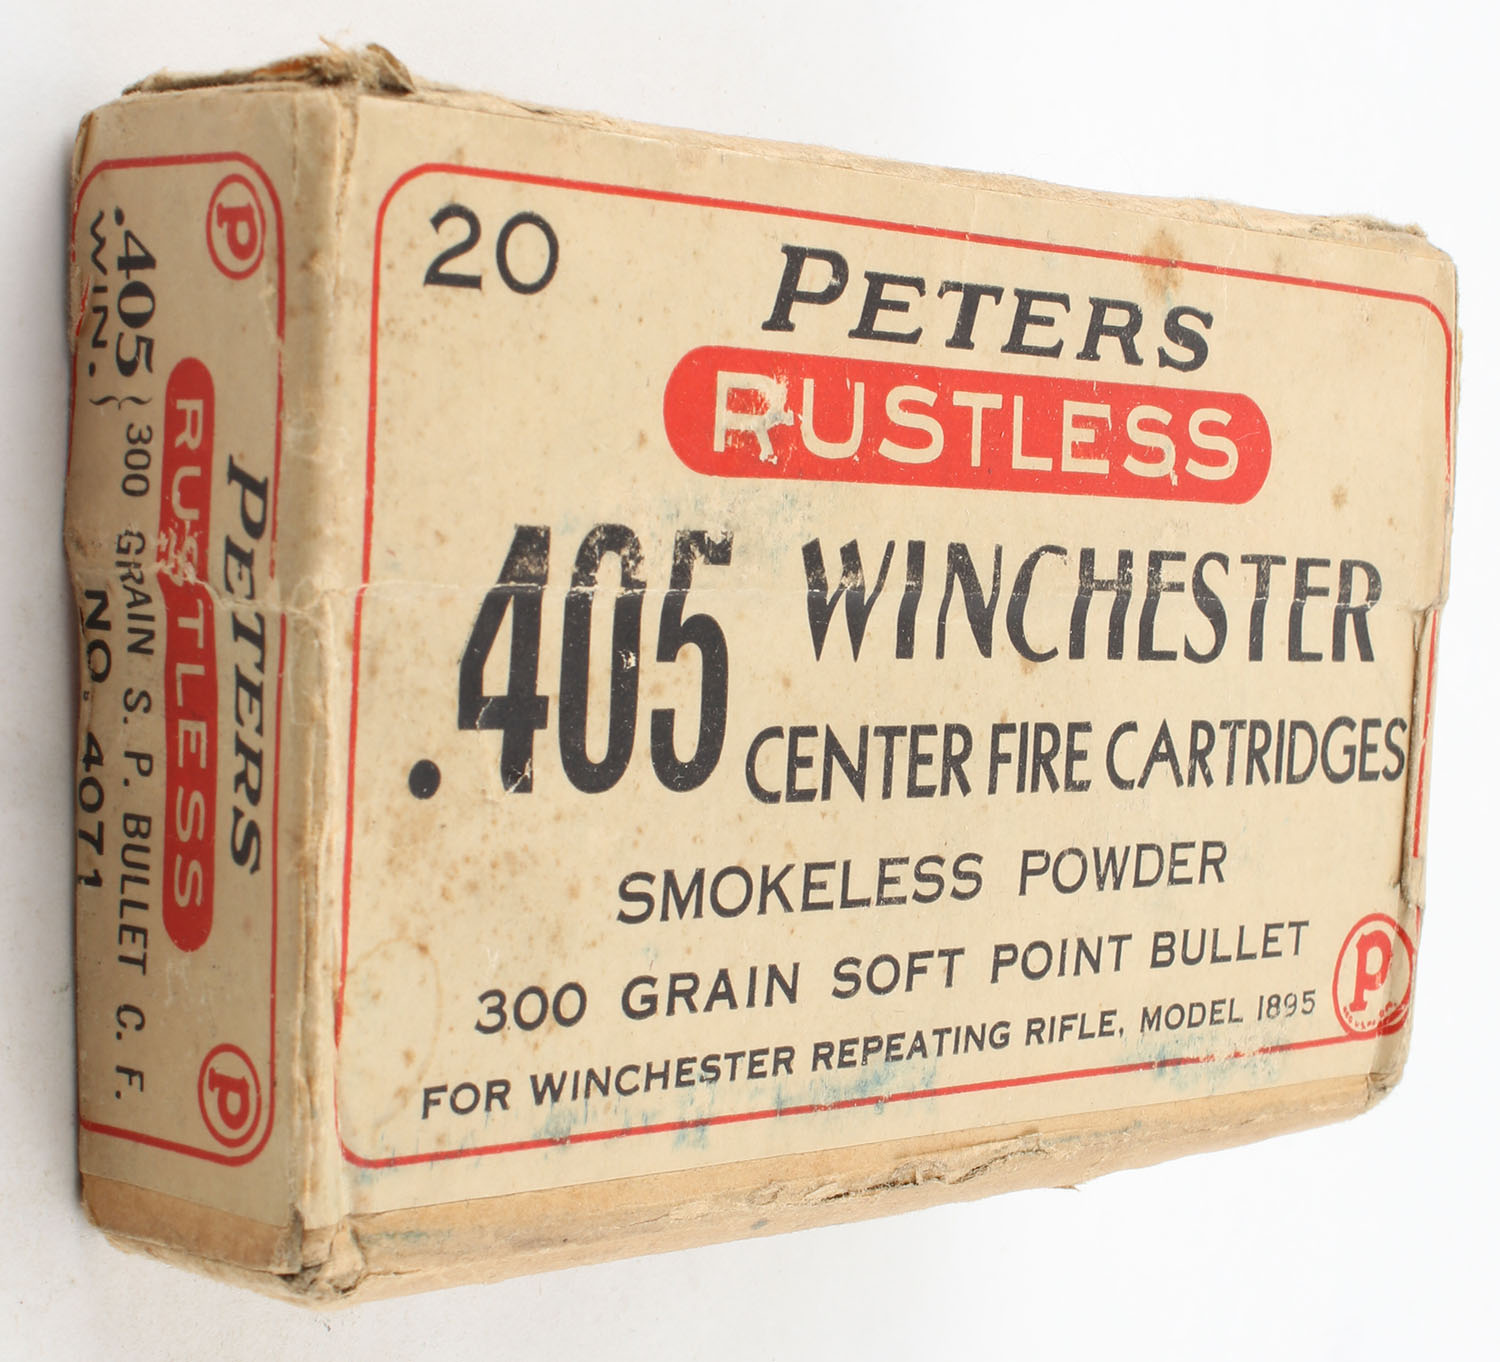 20
PETERS
RUSTLESS
.405 WINCHESTER
CENTER FIRE CARTRIDGES
SMOKELESS POWDER
300 GRAIN SOFT POINT BULLET
FOR WINCHESTER REPEATING RIFLE, MODEL 1895
P
P
PETERS
RUSTLESS
.405 WIN. { 300 GRAIN S. P. BULLET C. F.
NO. 4071
P